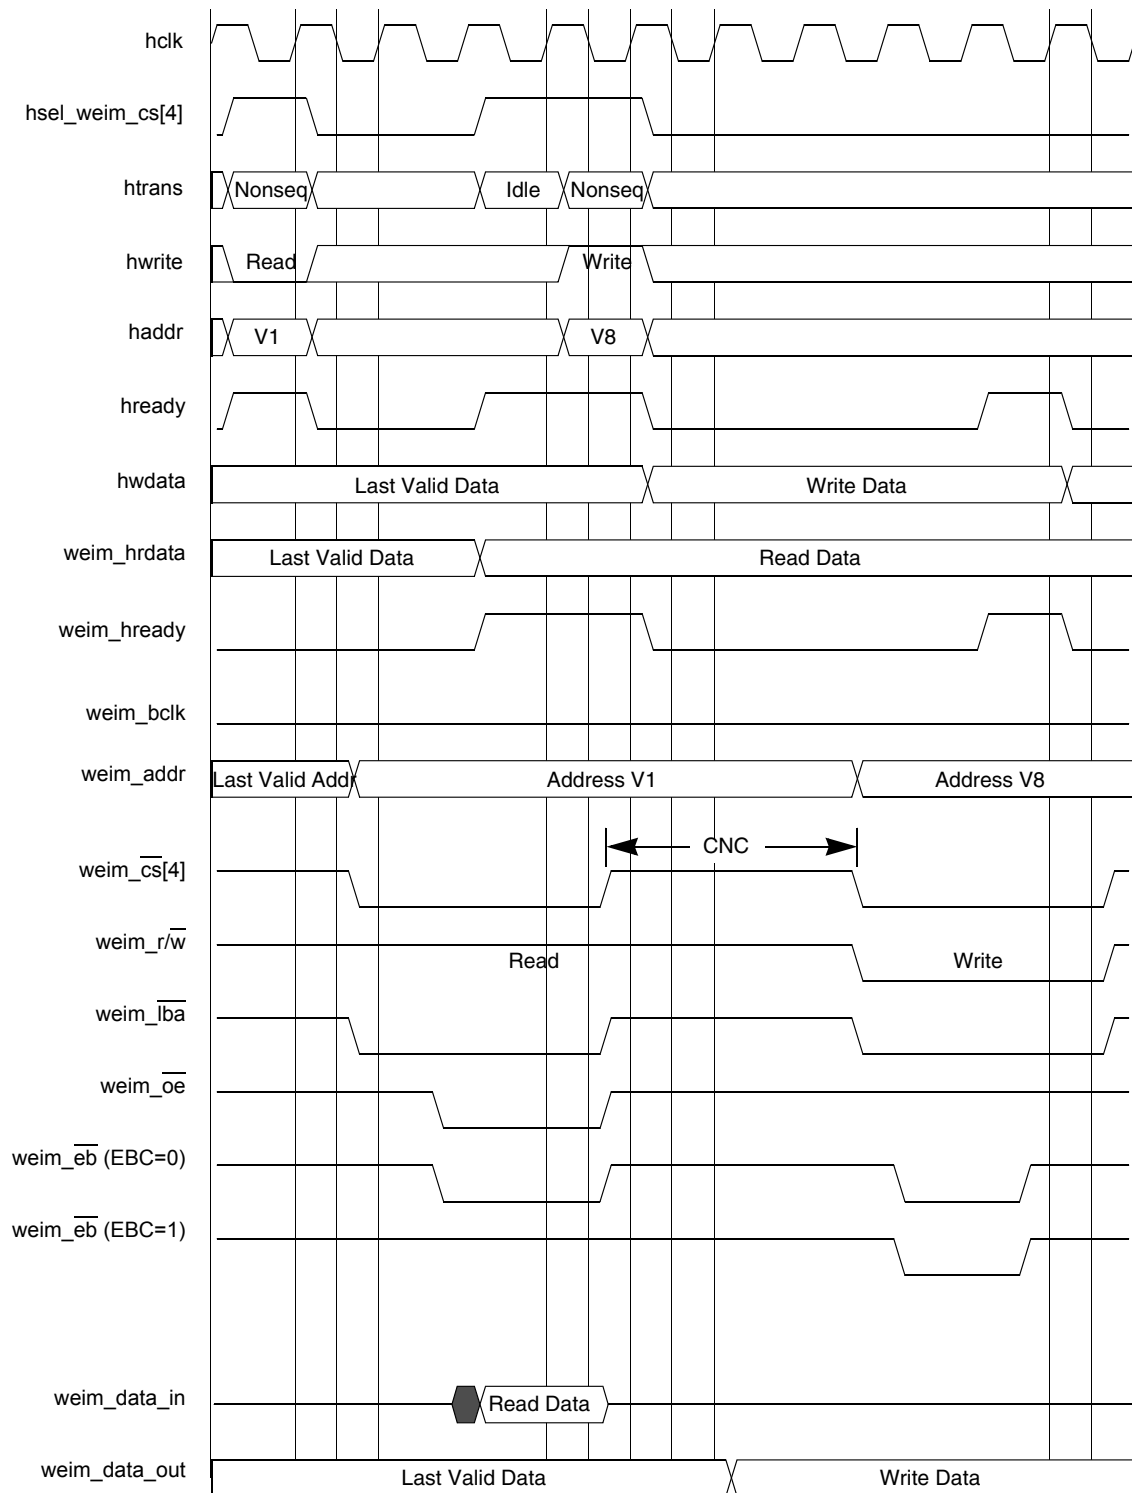 hclk
hsel_weim_cs[4]
htrans Nonseq Idle Nonseq
hwrite Read Write
haddr V1 V8
hready
hwdata Last Valid Data Write Data
weim_hrdata Last Valid Data Read Data
weim_hready
weim_bclk
weim_addr Last Valid Addr Address V1 Address V8
CNC
weim_cs[4]
weim_r/w Read Write
weim_lba
weim_oe
weim_eb (EBC=0)
weim_eb (EBC=1)
weim_data_in Read Data
weim_data_out Last Valid Data Write Data